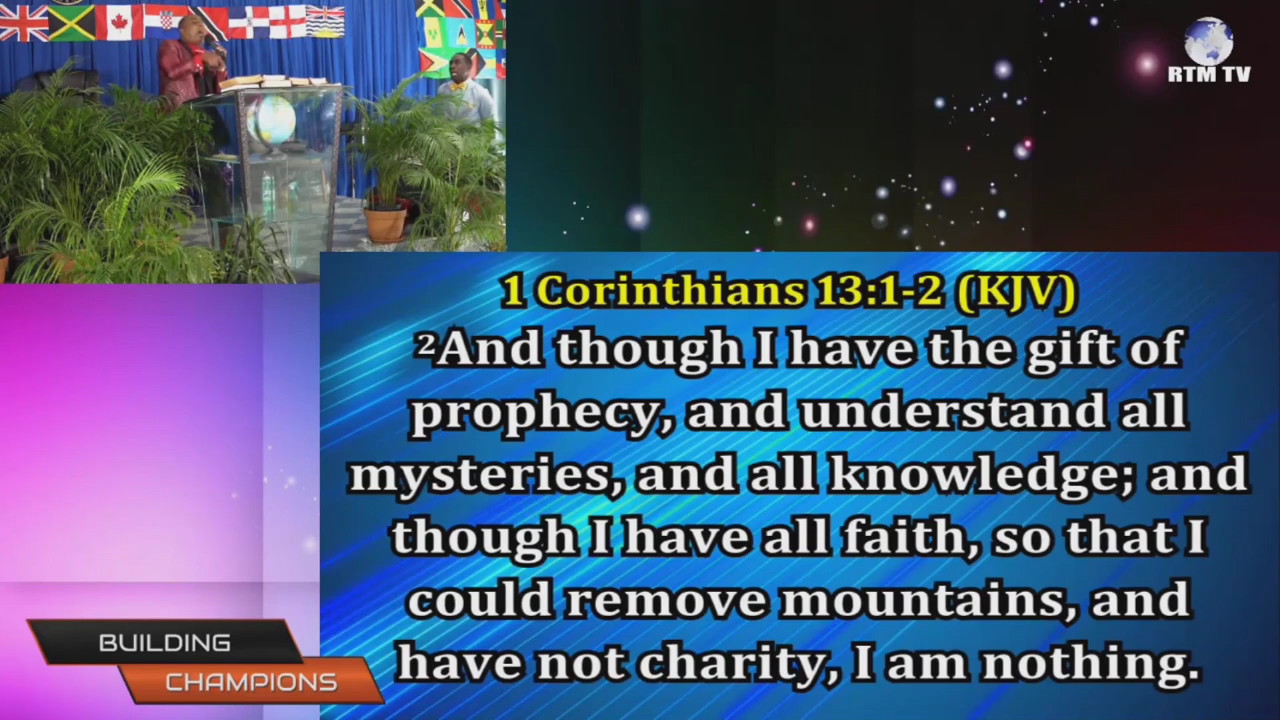 RTM TV
1 Corinthians 13:1-2 (KJV)
²And though I have the gift of
prophecy, and understand all
mysteries, and all knowledge; and
though I have all faith, so that I
could remove mountains, and
have not charity, I am nothing.
BUILDING
CHAMPIONS